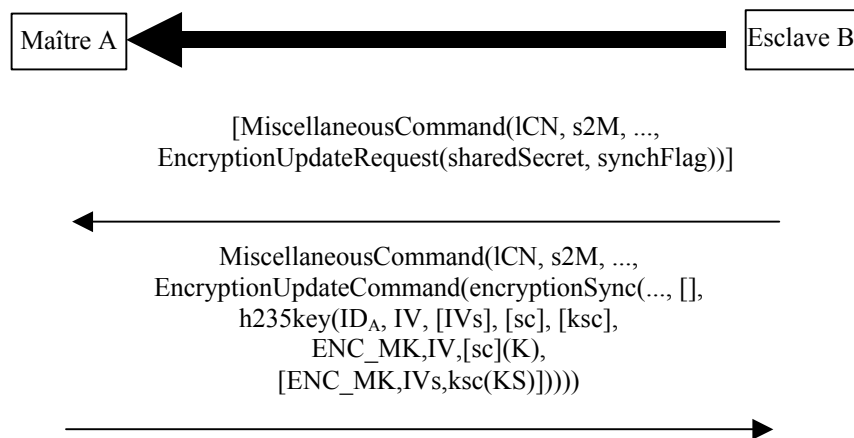 Maître A
Esclave B
[MiscellaneousCommand(lCN, s2M, ...,
EncryptionUpdateRequest(sharedSecret, synchFlag))]
MiscellaneousCommand(lCN, s2M, ...,
EncryptionUpdateCommand(encryptionSync(..., [],
h235key(IDA, IV, [IVs], [sc], [ksc],
ENC_MK,IV,[sc](K),
[ENC_MK,IVs,ksc(KS)]))))